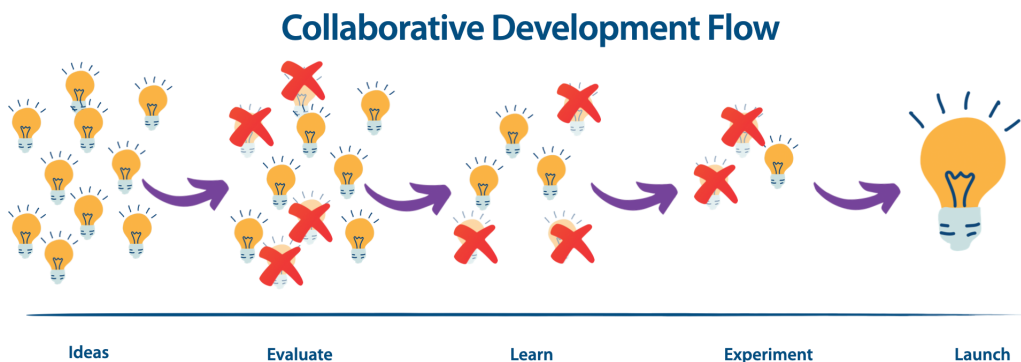 Collaborative Development Flow
Ideas
Evaluate
Learn
Experiment
Launch